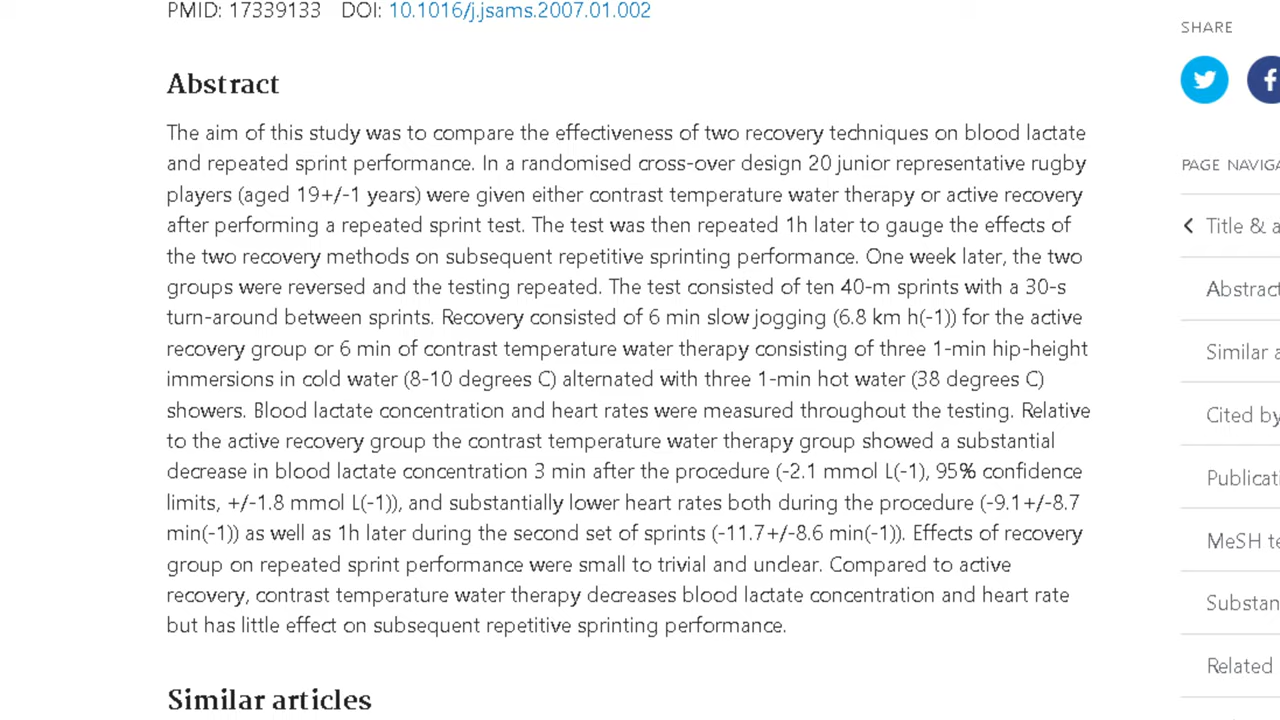 PMID: 17339133 DOI: 10.1016/j.jsams.2007.01.002
Abstract
The aim of this study was to compare the effectiveness of two recovery techniques on blood lactate
and repeated sprint performance. In a randomised cross-over design 20 junior representative rugby
players (aged 19+/-1 years) were given either contrast temperature water therapy or active recovery
after performing a repeated sprint test. The test was then repeated 1h later to gauge the effects of
the two recovery methods on subsequent repetitive sprinting performance. One week later, the two
groups were reversed and the testing repeated. The test consisted of ten 40-m sprints with a 30-s
turn-around between sprints. Recovery consisted of 6 min slow jogging (6.8 km h(-1)) for the active
recovery group or 6 min of contrast temperature water therapy consisting of three 1-min hip-height
immersions in cold water (8-10 degrees C) alternated with three 1-min hot water (38 degrees C)
showers. Blood lactate concentration and heart rates were measured throughout the testing. Relative
to the active recovery group the contrast temperature water therapy group showed a substantial
decrease in blood lactate concentration 3 min after the procedure (-2.1 mmol L(-1), 95% confidence
limits, +/-1.8 mmol L(-1)), and substantially lower heart rates both during the procedure (-9.1+/-8.7
min(-1)) as well as 1h later during the second set of sprints (-11.7+/-8.6 min(-1)). Effects of recovery
group on repeated sprint performance were small to trivial and unclear. Compared to active
recovery, contrast temperature water therapy decreases blood lactate concentration and heart rate
but has little effect on subsequent repetitive sprinting performance.
Similar articles
SHARE
PAGE NAVIGA
Title & a
Abstract
Similar a
Cited by
Publicati
MeSH te
Substan
Related